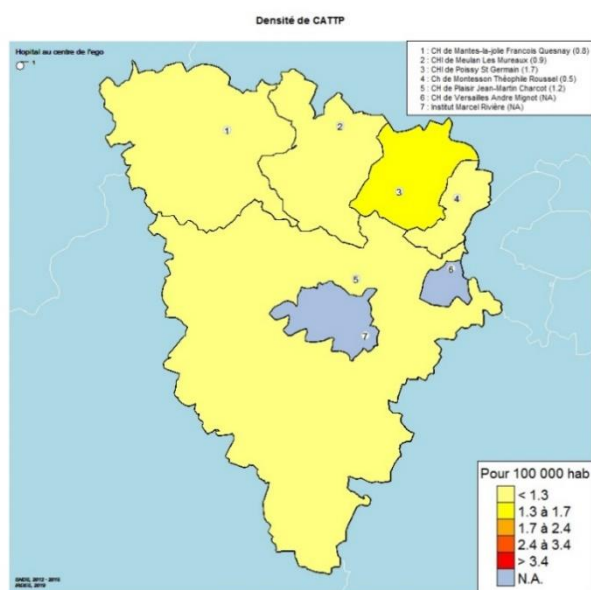 Densité de CATTP
Hopital au centre de l'ego
1
1 : CH de Mantes-la-jolie Francois Quesnay (0.8)
2 : CHI de Meulan Les Mureaux (0.9)
3 : CHI de Poissy St Germain (1.7)
4 : Ch de Montesson Théophile Roussel (0.5)
5 : CH de Plaisir Jean-Martin Charcot (1.2)
6 : CH de Versailles Andre Mignot (NA)
7 : Institut Marcel Rivière (NA)
1
2
3
4
5
6
7
Pour 100 000 hab
< 1.3
1.3 à 1.7
1.7 à 2.4
2.4 à 3.4
> 3.4
N.A.